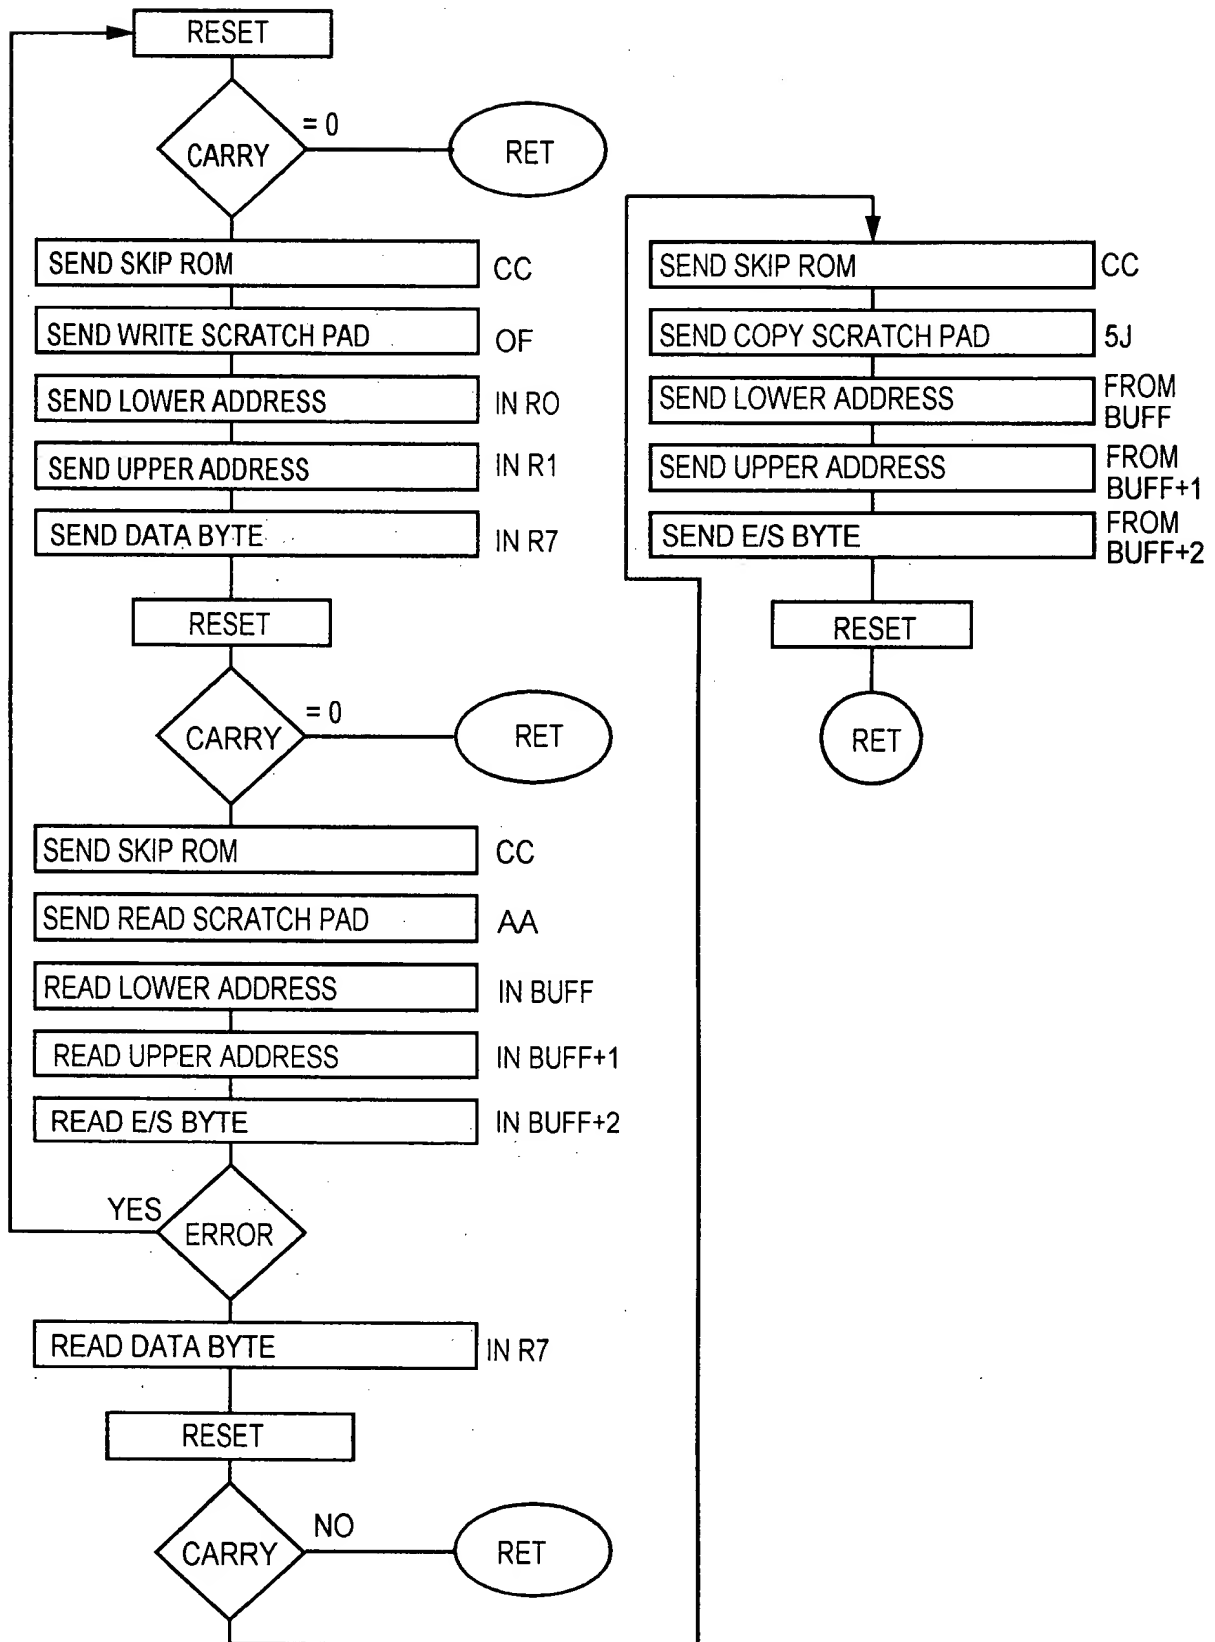 RESET
= 0
CARRY
RET
SEND SKIP ROM CC
SEND WRITE SCRATCH PAD OF
SEND LOWER ADDRESS IN RO
SEND UPPER ADDRESS IN R1
SEND DATA BYTE IN R7
RESET
= 0
CARRY
RET
SEND SKIP ROM CC
SEND READ SCRATCH PAD AA
READ LOWER ADDRESS IN BUFF
READ UPPER ADDRESS IN BUFF+1
READ E/S BYTE IN BUFF+2
YES
ERROR
READ DATA BYTE IN R7
RESET
NO
CARRY
RET
SEND SKIP ROM CC
SEND COPY SCRATCH PAD 5J
SEND LOWER ADDRESS FROM
BUFF
SEND UPPER ADDRESS FROM
BUFF+1
SEND E/S BYTE FROM
BUFF+2
RESET
RET